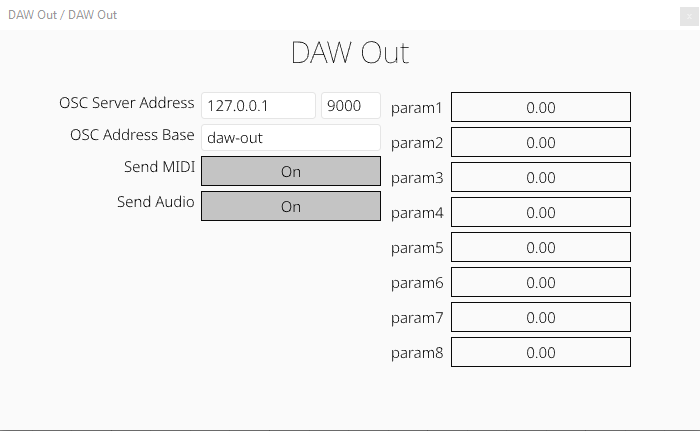 DAW Out / DAW Out
DAW Out
OSC Server Address 127.0.0.1 9000
OSC Address Base daw-out
Send MIDI On
Send Audio On
param1 0.00
param2 0.00
param3 0.00
param4 0.00
param5 0.00
param6 0.00
param7 0.00
param8 0.00